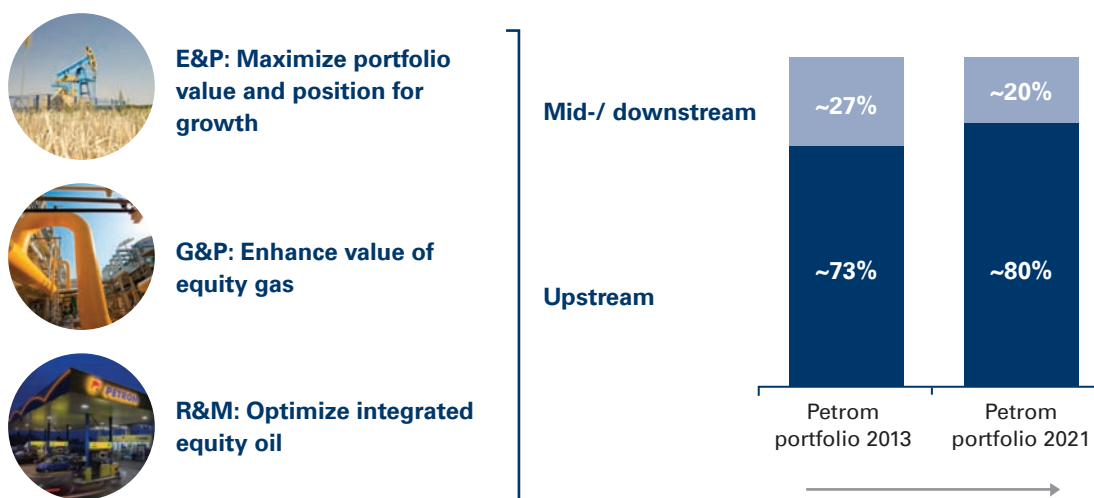 E&P: Maximize portfolio
value and position for
growth
G&P: Enhance value of
equity gas
PETROM
R&M: Optimize integrated
equity oil
Mid-/ downstream
Upstream
~27%
~73%
~20%
~80%
Petrom
portfolio 2013
Petrom
portfolio 2021